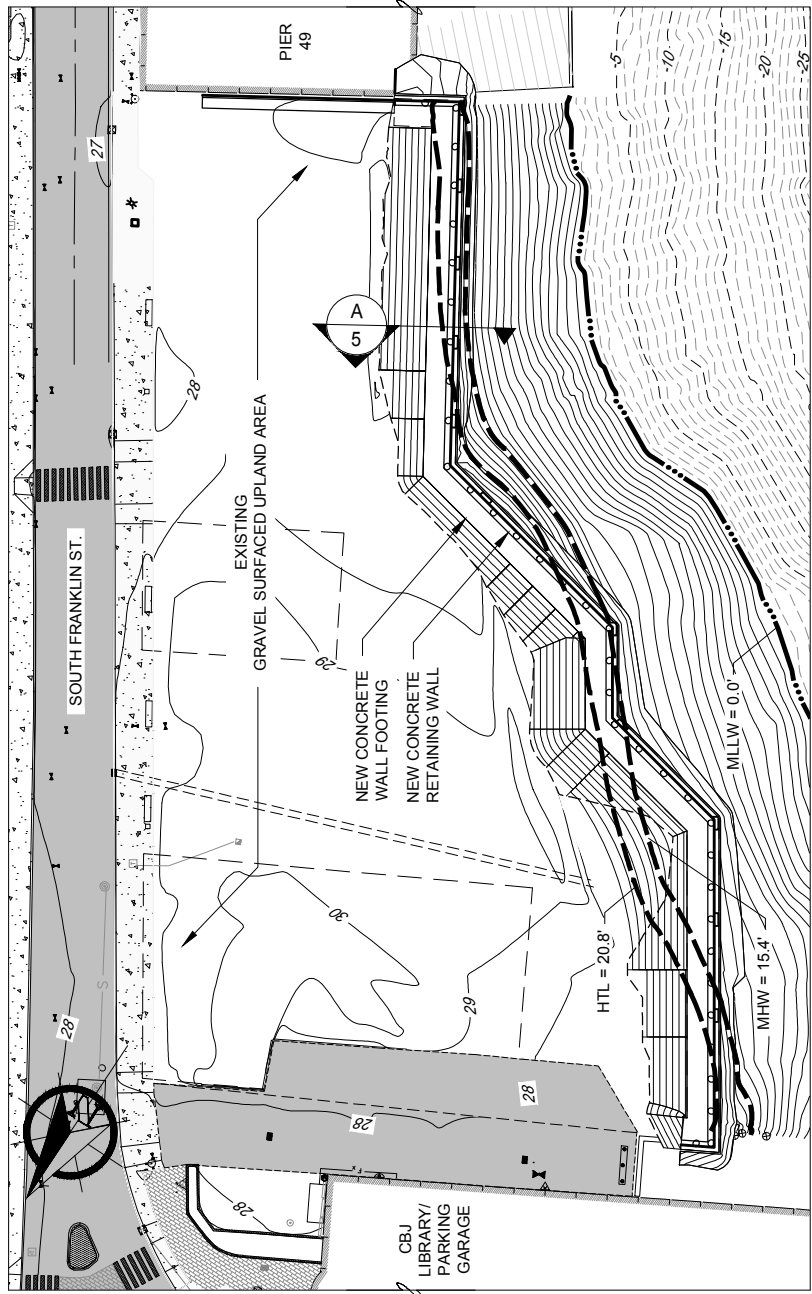 SOUTH FRANKLIN ST.
PIER
49
27
28
28
A
5
EXISTING
GRAVEL SURFACED UPLAND AREA
29
NEW CONCRETE
WALL FOOTING
NEW CONCRETE
RETAINING WALL
30
29
28
28
28
CBJ
LIBRARY/
PARKING
GARAGE
HTL = 20.8'
MHW = 15.4'
MLLW = 0.0'
-5
-10
-15
-20
-25
S
T
F
N